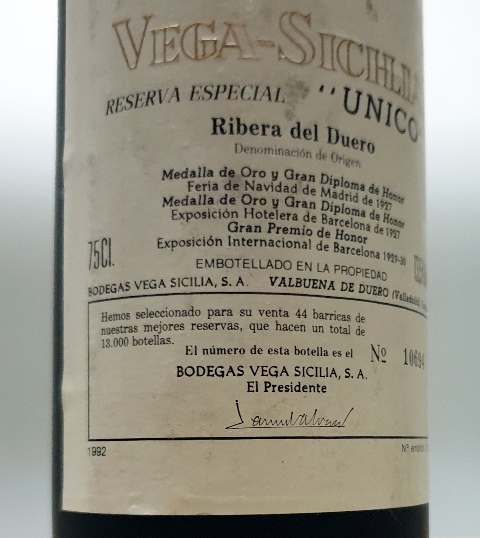 VEGA-SICILIA
RESERVA ESPECIAL "UNICO"
Ribera del Duero
Denominación de Origen
Medalla de Oro y Gran Diploma de Honor
Feria de Navidad de Madrid de 1927
Medalla de Oro y Gran Diploma de Honor
Exposición Hotelera de Barcelona de 1927
Gran Premio de Honor
Exposición Internacional de Barcelona 1929-30
75Cl.
EMBOTELLADO EN LA PROPIEDAD
BODEGAS VEGA SICILIA, S. A. VALBUENA DE DUERO (Valladolid)
Hemos seleccionado para su venta 44 barricas de
nuestras mejores reservas, que hacen un total de
13.000 botellas.
El número de esta botella es el Nº 10694
BODEGAS VEGA SICILIA, S. A.
El Presidente
1992
Nº